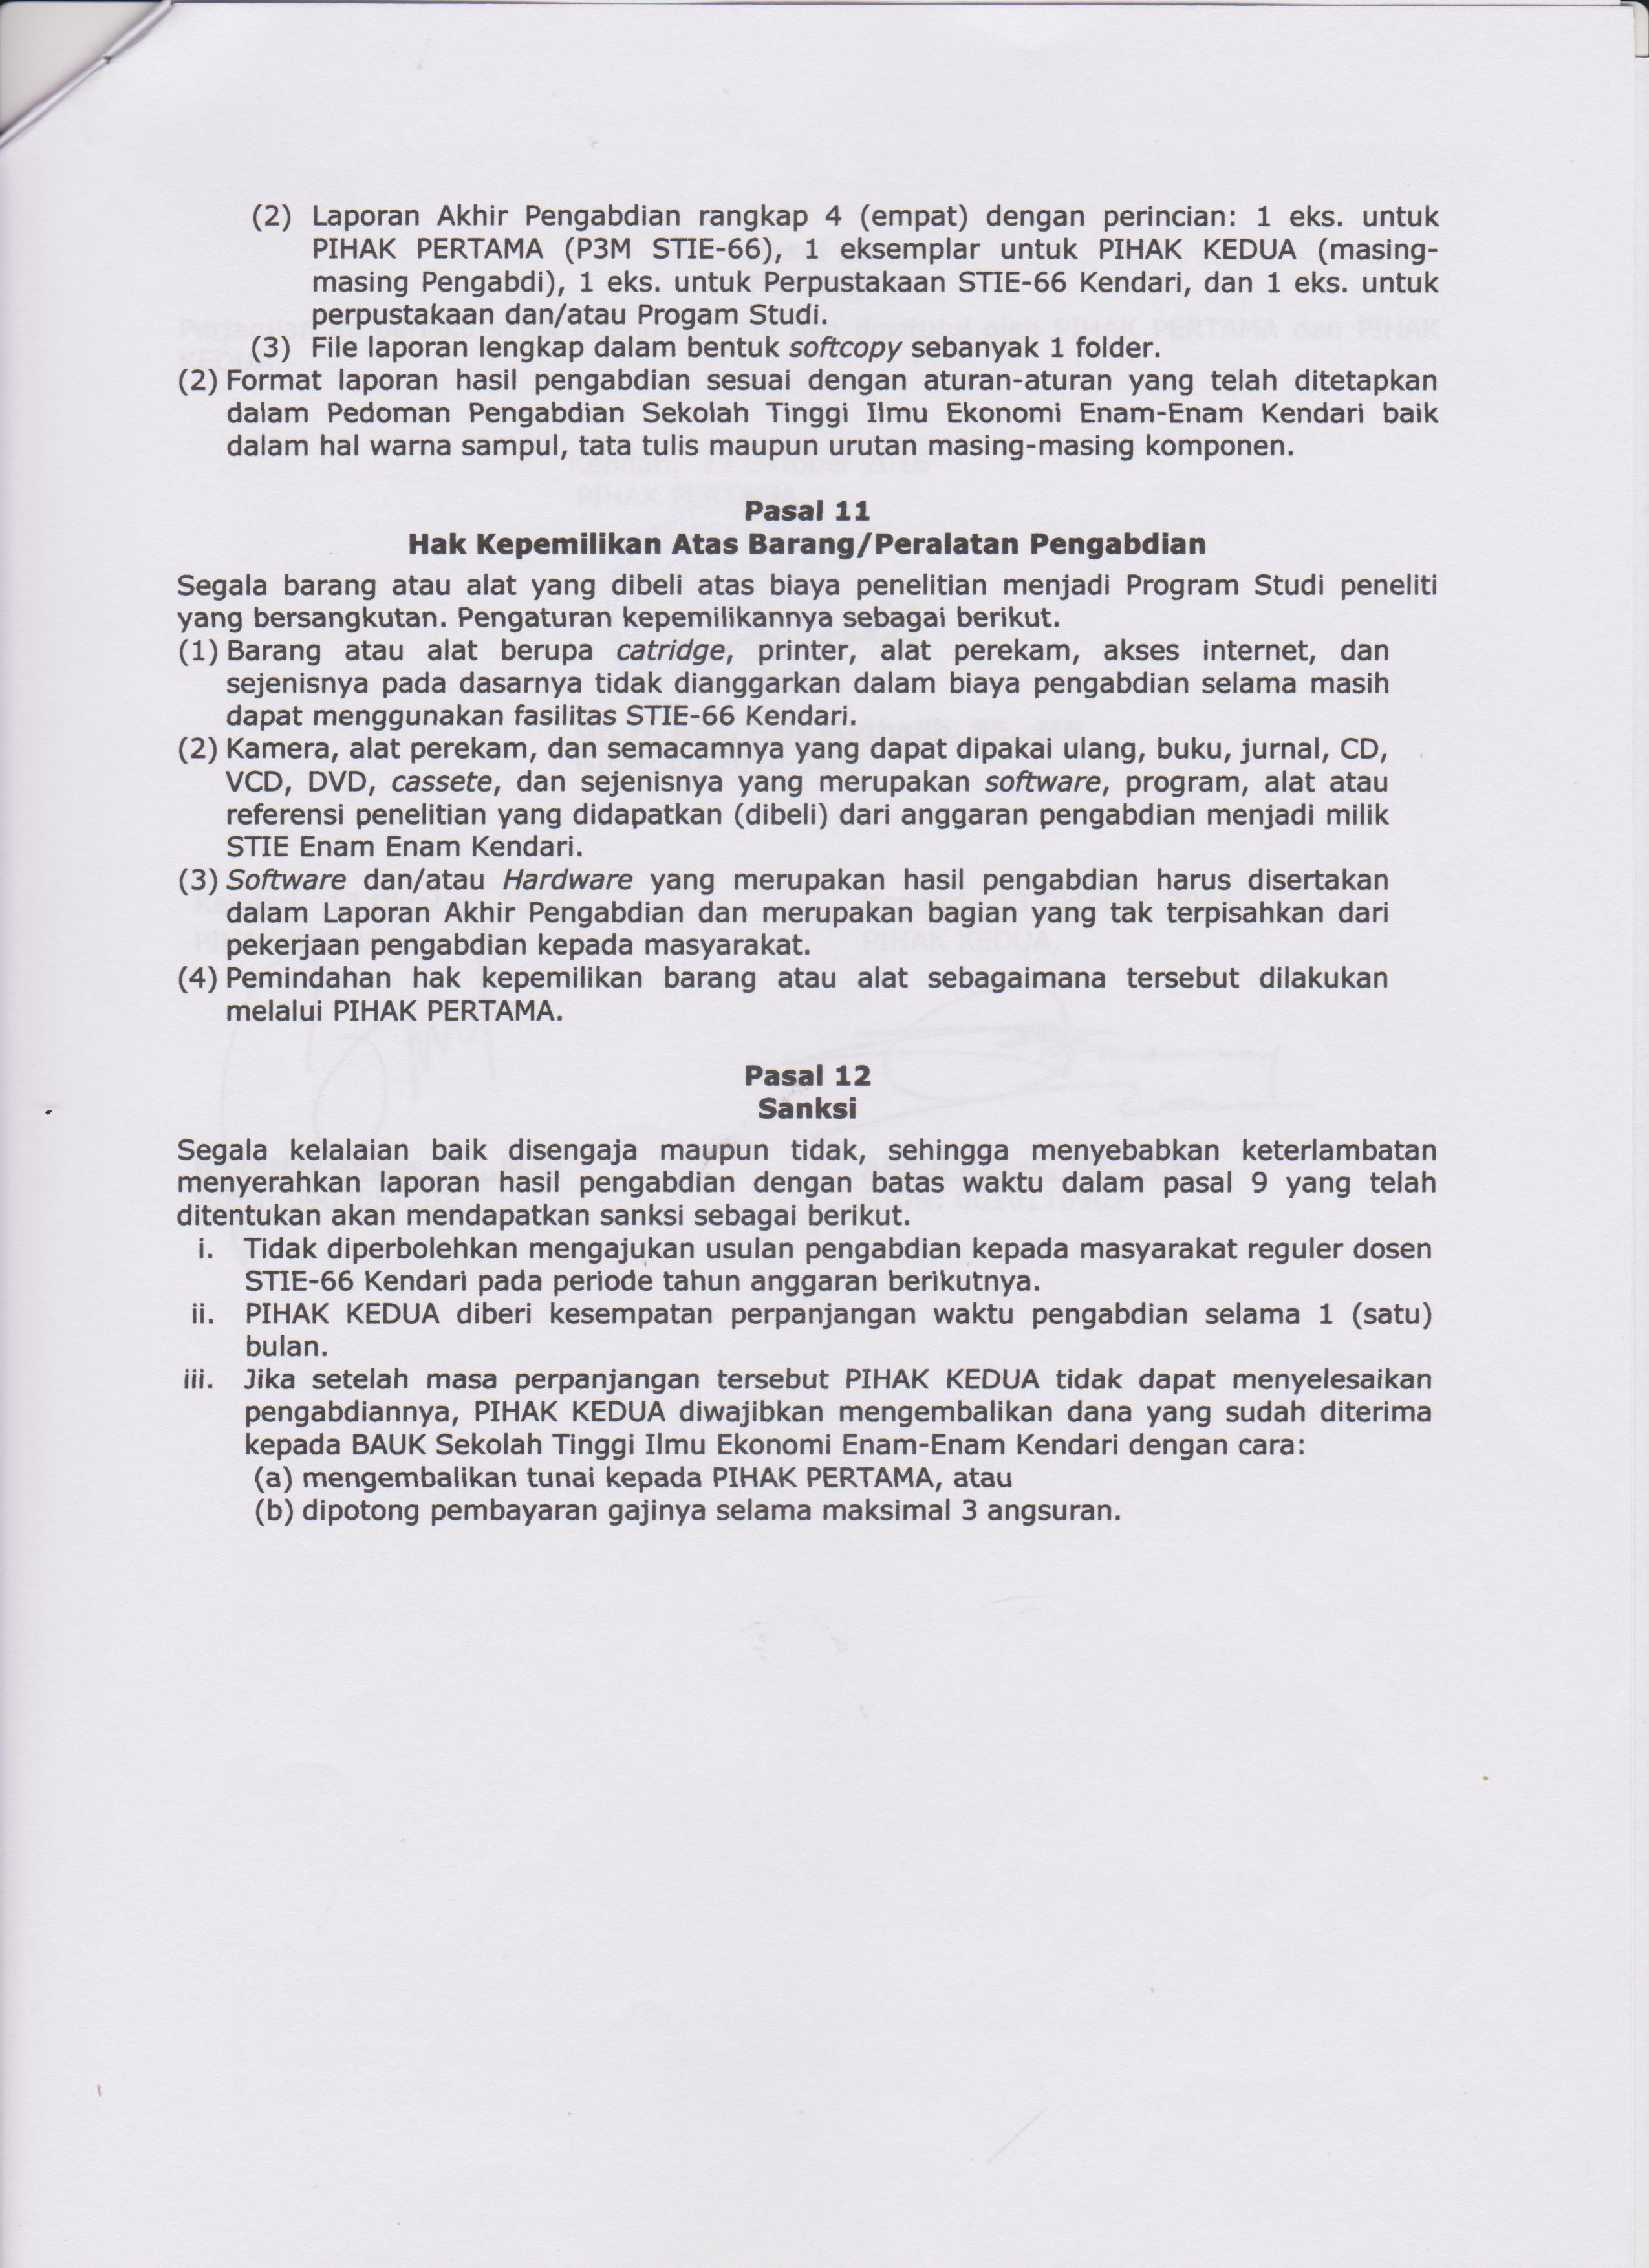 (2) Laporan Akhir Pengabdian rangkap 4 (empat) dengan perincian: 1 eks. untuk
PIHAK PERTAMA (P3M STIE-66), 1 eksemplar untuk PIHAK KEDUA (masing-
masing Pengabdi), 1 eks. untuk Perpustakaan STIE-66 Kendari, dan 1 eks. untuk
perpustakaan dan/atau Progam Studi.
(3) File laporan lengkap dalam bentuk softcopy sebanyak 1 folder.
(2) Format laporan hasil pengabdian sesuai dengan aturan-aturan yang telah ditetapkan
dalam Pedoman Pengabdian Sekolah Tinggi Ilmu Ekonomi Enam-Enam Kendari baik
dalam hal warna sampul, tata tulis maupun urutan masing-masing komponen.
Pasal 11
Hak Kepemilikan Atas Barang/Peralatan Pengabdian
Segala barang atau alat yang dibeli atas biaya penelitian menjadi Program Studi peneliti
yang bersangkutan. Pengaturan kepemilikannya sebagai berikut.
(1) Barang atau alat berupa catridge, printer, alat perekam, akses internet, dan
sejenisnya pada dasarnya tidak dianggarkan dalam biaya pengabdian selama masih
dapat menggunakan fasilitas STIE-66 Kendari.
(2) Kamera, alat perekam, dan semacamnya yang dapat dipakai ulang, buku, jurnal, CD,
VCD, DVD, cassete, dan sejenisnya yang merupakan software, program, alat atau
referensi penelitian yang didapatkan (dibeli) dari anggaran pengabdian menjadi milik
STIE Enam Enam Kendari.
(3) Software dan/atau Hardware yang merupakan hasil pengabdian harus disertakan
dalam Laporan Akhir Pengabdian dan merupakan bagian yang tak terpisahkan dari
pekerjaan pengabdian kepada masyarakat.
(4) Pemindahan hak kepemilikan barang atau alat sebagaimana tersebut dilakukan
melalui PIHAK PERTAMA.
Pasal 12
Sanksi
Segala kelalaian baik disengaja maupun tidak, sehingga menyebabkan keterlambatan
menyerahkan laporan hasil pengabdian dengan batas waktu dalam pasal 9 yang telah
ditentukan akan mendapatkan sanksi sebagai berikut.
i. Tidak diperbolehkan mengajukan usulan pengabdian kepada masyarakat reguler dosen
STIE-66 Kendari pada periode tahun anggaran berikutnya.
ii. PIHAK KEDUA diberi kesempatan perpanjangan waktu pengabdian selama 1 (satu)
bulan.
iii. Jika setelah masa perpanjangan tersebut PIHAK KEDUA tidak dapat menyelesaikan
pengabdiannya, PIHAK KEDUA diwajibkan mengembalikan dana yang sudah diterima
kepada BAUK Sekolah Tinggi Ilmu Ekonomi Enam-Enam Kendari dengan cara:
(a) mengembalikan tunai kepada PIHAK PERTAMA, atau
(b) dipotong pembayaran gajinya selama maksimal 3 angsuran.